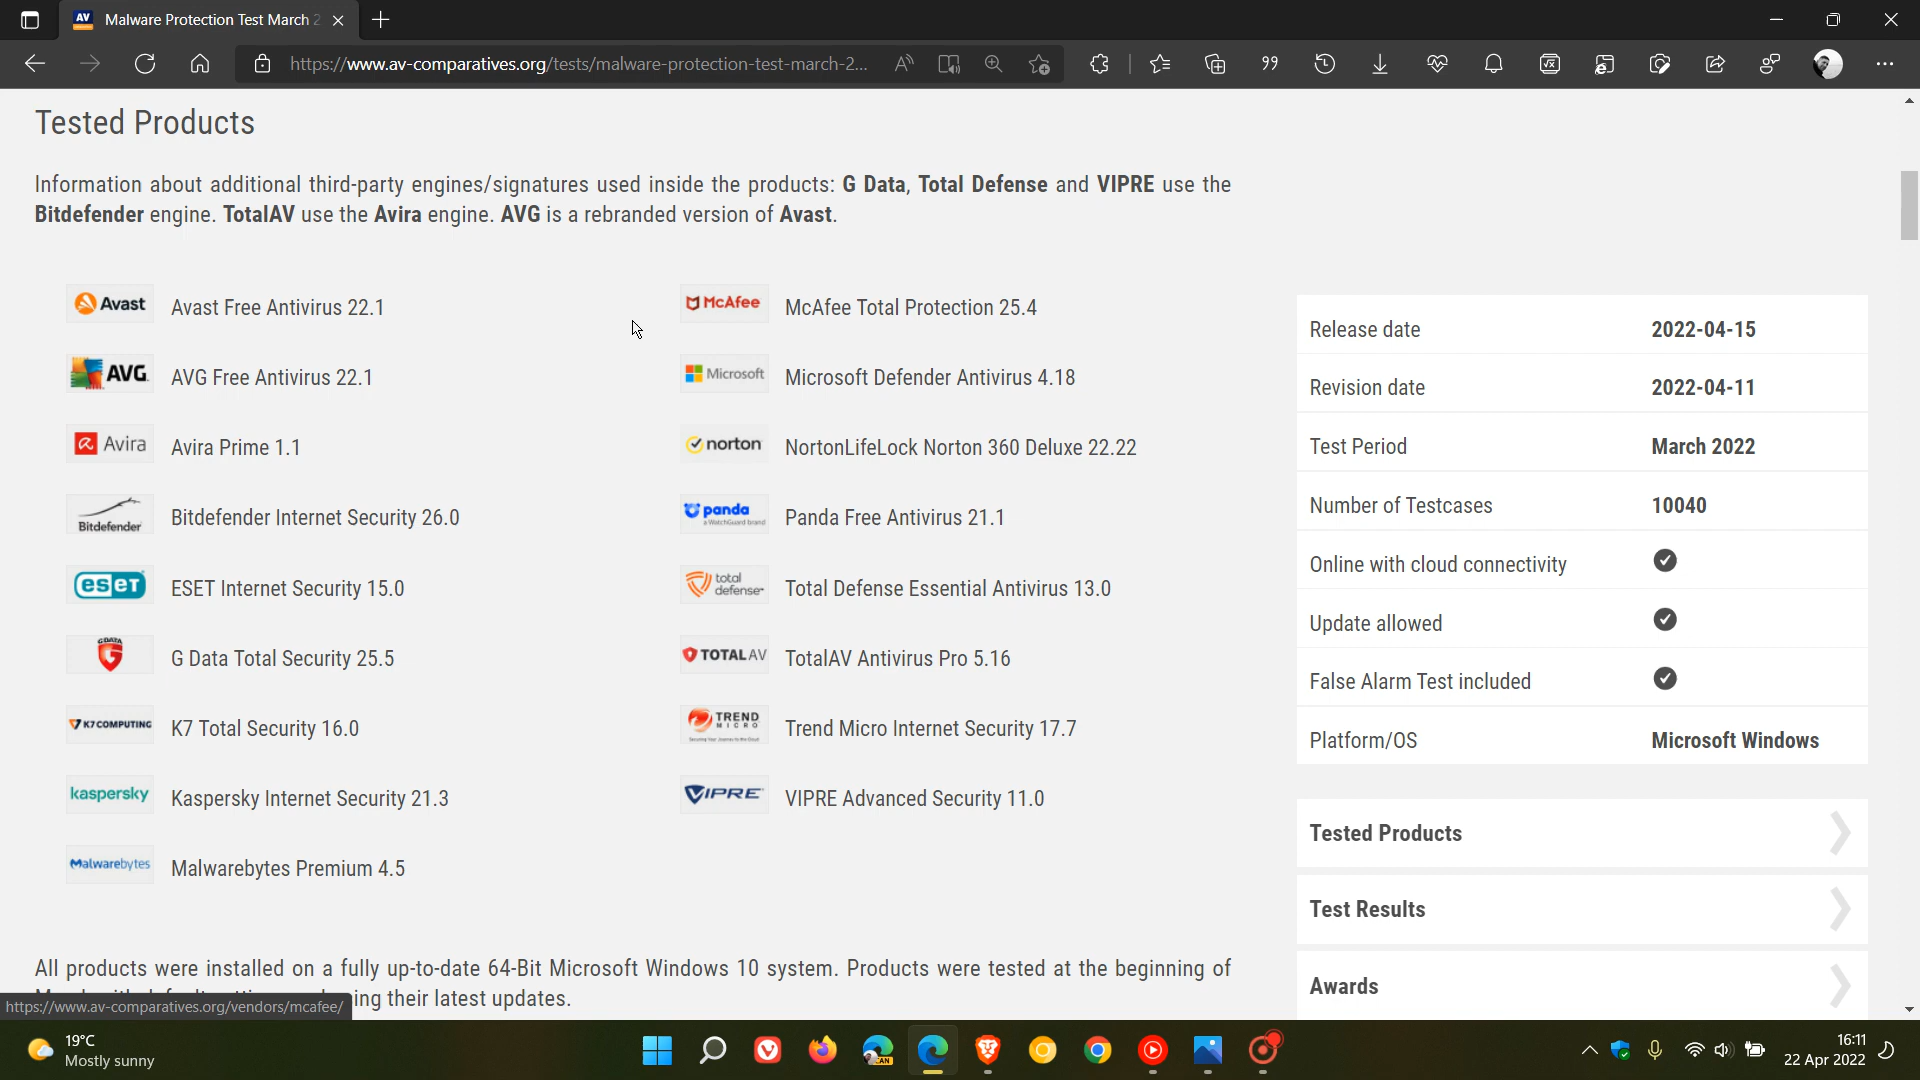 Malware Protection Test March 2
https://www.av-comparatives.org/tests/malware-protection-test-march-2...
Tested Products
Information about additional third-party engines/signatures used inside the products: G Data, Total Defense and VIPRE use the
Bitdefender engine. TotalAV use the Avira engine. AVG is a rebranded version of Avast.
Avast Avast Free Antivirus 22.1
AVG Free Antivirus 22.1
Avira Avira Prime 1.1
Bitdefender Bitdefender Internet Security 26.0
eset ESET Internet Security 15.0
G DATA G Data Total Security 25.5
K7 COMPUTING K7 Total Security 16.0
kaspersky Kaspersky Internet Security 21.3
Malwarebytes Malwarebytes Premium 4.5
McAfee McAfee Total Protection 25.4
Microsoft Microsoft Defender Antivirus 4.18
norton NortonLifeLock Norton 360 Deluxe 22.22
panda a WatchGuard brand Panda Free Antivirus 21.1
total defense Total Defense Essential Antivirus 13.0
TOTALAV TotalAV Antivirus Pro 5.16
TREND MICRO Securing Your Journey to the Cloud Trend Micro Internet Security 17.7
VIPRE VIPRE Advanced Security 11.0
All products were installed on a fully up-to-date 64-Bit Microsoft Windows 10 system. Products were tested at the beginning of
their latest updates.
https://www.av-comparatives.org/vendors/mcafee/
Release date 2022-04-15
Revision date 2022-04-11
Test Period March 2022
Number of Testcases 10040
Online with cloud connectivity
Update allowed
False Alarm Test included
Platform/OS Microsoft Windows
Tested Products
Test Results
Awards
19°C
Mostly sunny
CAN
16:11
22 Apr 2022